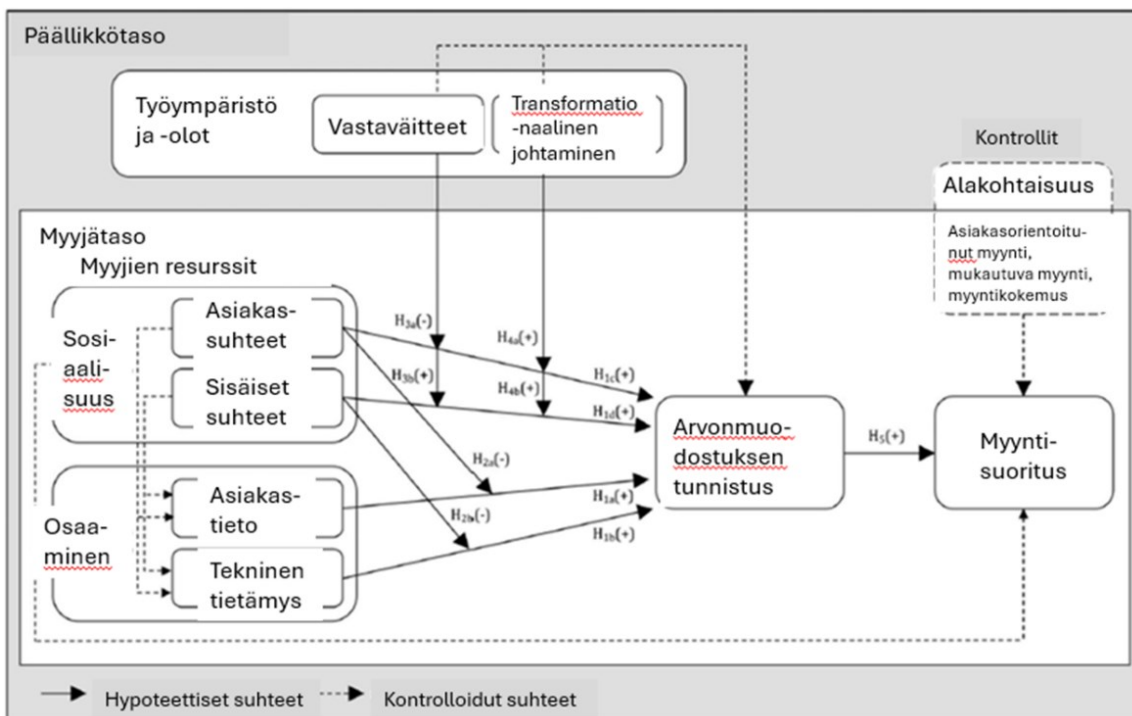 Päällikkötaso
Työympäristö
ja -olot
Vastaväitteet
Transformatio
-naalinen
johtaminen
Kontrollit
Alakohtaisuus
Asiakasorientoitu-
nut myynti,
mukautuva myynti,
myyntikokemus
Myyjätaso
Myyjien resurssit
Sosi-
aali-
suus
Asiakas-
suhteet
Sisäiset
suhteet
Osaa-
minen
Asiakas-
tieto
Tekninen
tietämys
H3a(-)
H4a(+)
H3b(+)
H4b(+)
H1c(+)
H1d(+)
H2a(-)
H2b(-)
H1a(+)
H1b(+)
Arvonmuo-
dostuksen
tunnistus
H5(+)
Myynti-
suoritus
Hypoteettiset suhteet
Kontrolloidut suhteet